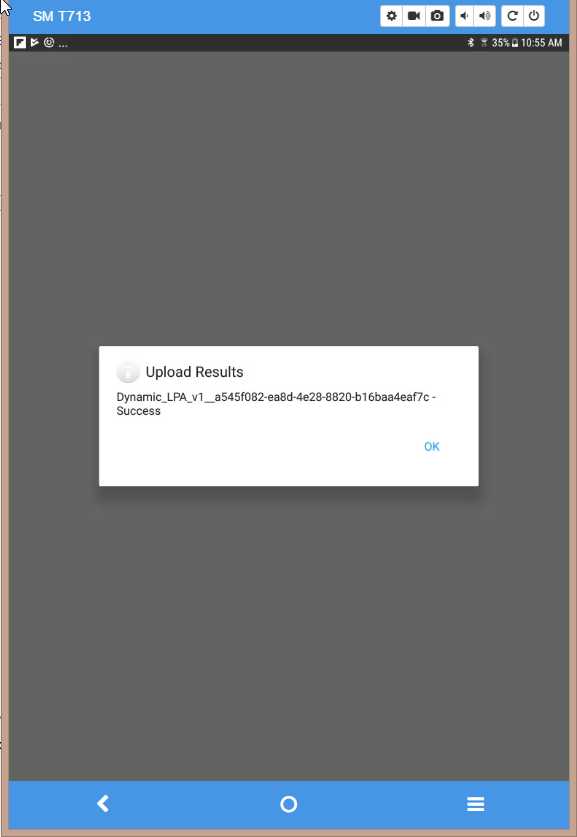 SM T713
... 35% 10:55 AM
Upload Results
Dynamic_LPA_v1__a545f082-ea8d-4e28-8820-b16baa4eaf7c -
Success
OK